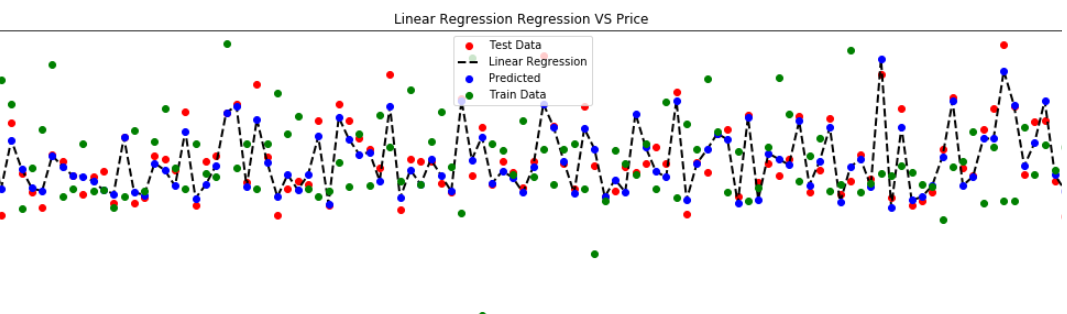 Linear Regression Regression VS Price
Test Data
Linear Regression
Predicted
Train Data